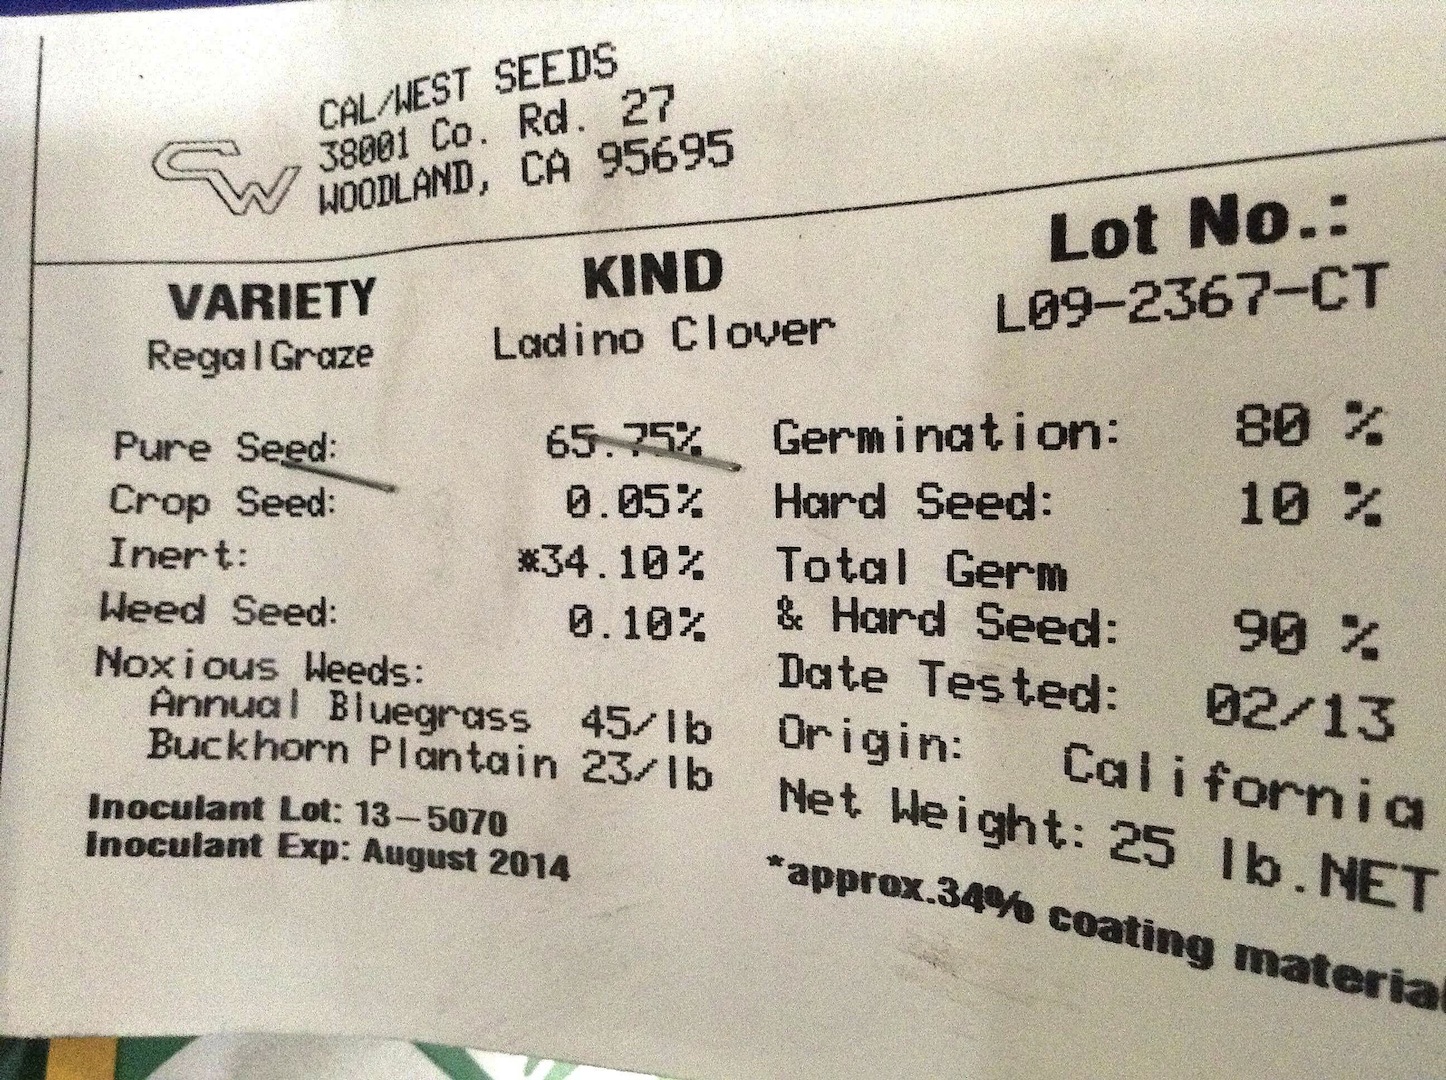 CAL/WEST SEEDS
38001 Co. Rd. 27
WOODLAND, CA 95695
CW
VARIETY
RegalGraze
KIND
Ladino Clover
Lot No.:
L09-2367-CT
Pure Seed: 65.75%
Crop Seed: 0.05%
Inert: *34.10%
Weed Seed: 0.10%
Noxious Weeds:
Annual Bluegrass 45/lb
Buckhorn Plantain 23/lb
Inoculant Lot: 13-5070
Inoculant Exp: August 2014
Germination: 80 %
Hard Seed: 10 %
Total Germ
& Hard Seed: 90 %
Date Tested: 02/13
Origin: California
Net Weight: 25 lb.NET
*approx.34% coating material